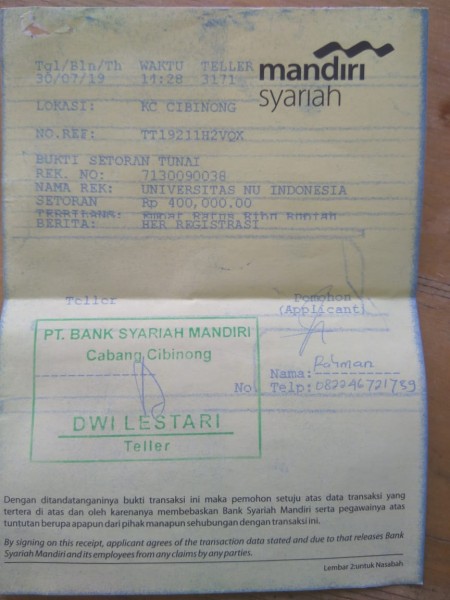 mandiri
syariah
Tgl/Bln/Th WAKTU TELLER
30/07/19 14:28 3171
LOKASI: KC CIBINONG
NO.REF: TT19211H2VQX
BUKTI SETORAN TUNAI
REK. NO: 7130090038
NAMA REK: UNIVERSITAS NU INDONESIA
SETORAN Rp 400,000.00
TERBILANG: Empat Ratus Ribu Rupiah
BERITA: HER REGISTRASI
Teller Pemohon
(Applicant)
PT. BANK SYARIAH MANDIRI
Cabang Cibinong
DWI LESTARI
Teller
Nama: Rohman
No. Telp: 082246721759
Dengan ditandatanganinya bukti transaksi ini maka pemohon setuju atas data transaksi yang
tertera di atas dan oleh karenanya membebaskan Bank Syariah Mandiri serta pegawainya atas
tuntutan berupa apapun dari pihak manapun sehubungan dengan transaksi ini.
By signing on this receipt, applicant agrees of the transaction data stated and due to that releases Bank
Syariah Mandiri and its employees from any claims by any parties.
Lembar 2:untuk Nasabah